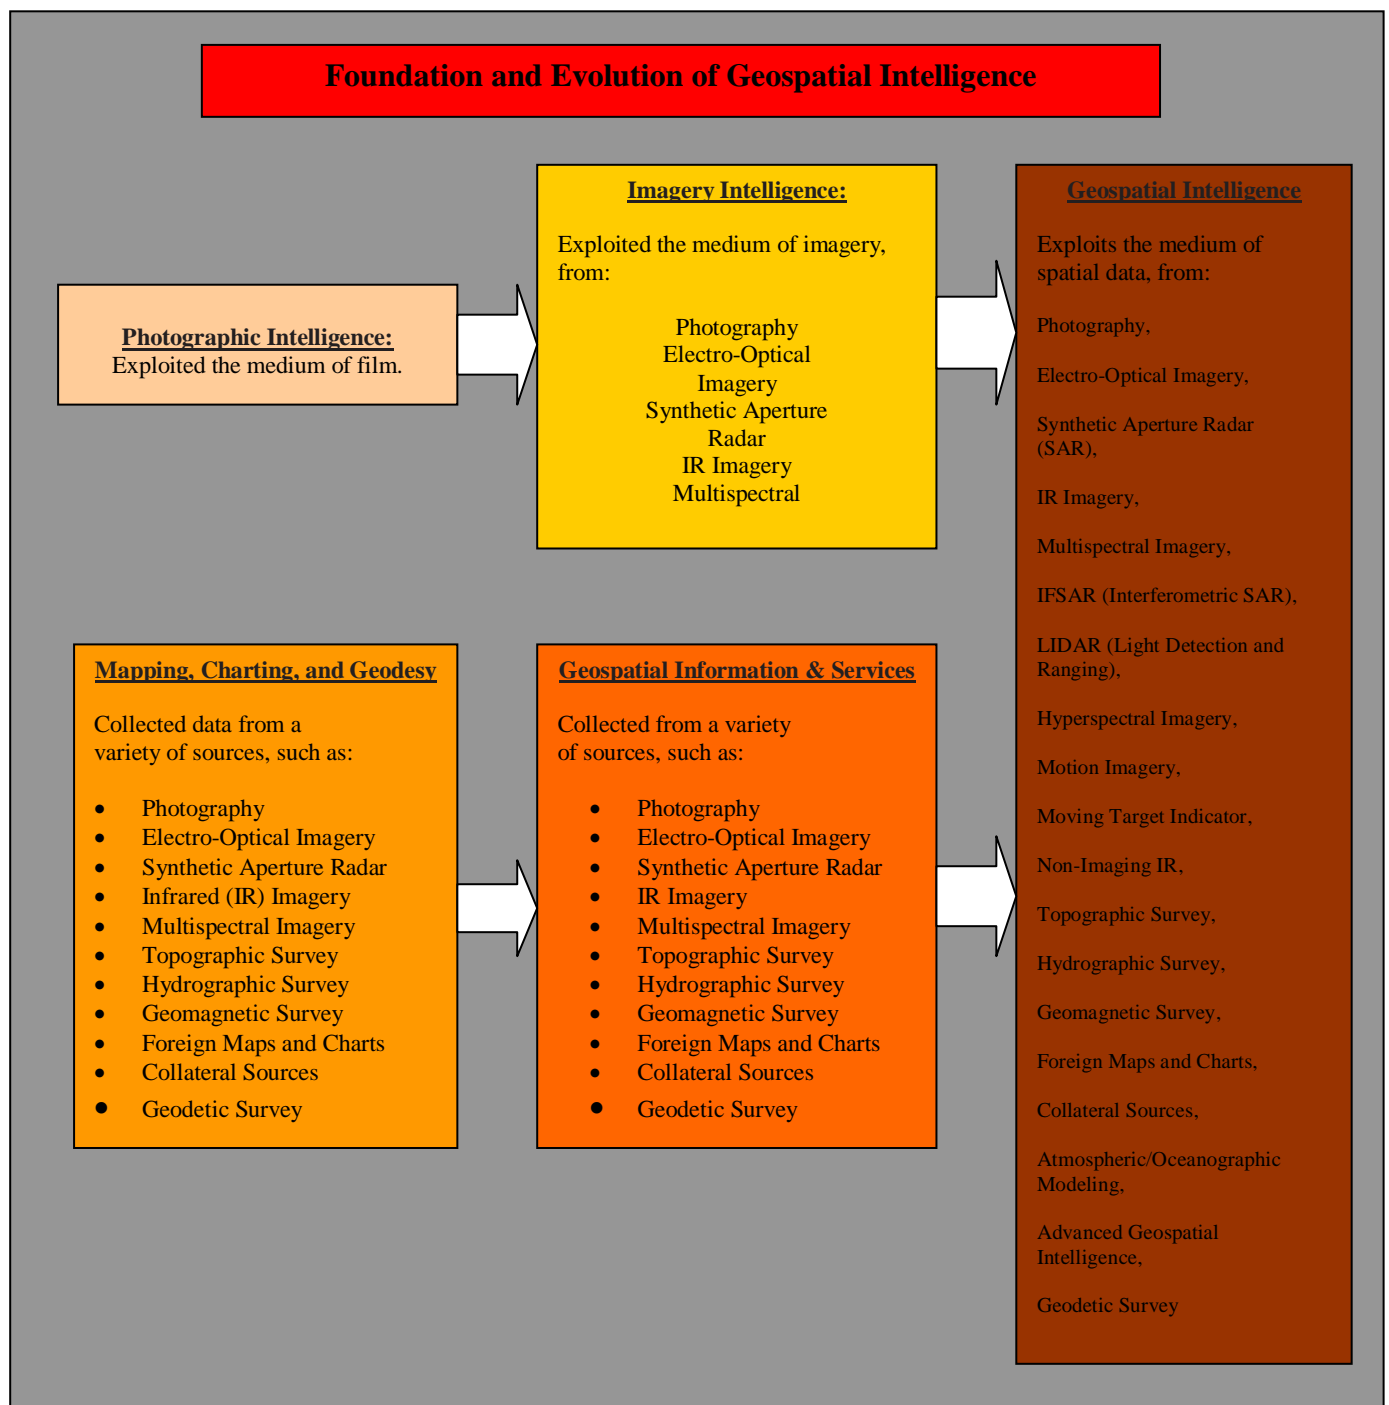 Foundation and Evolution of Geospatial Intelligence
Photographic Intelligence:
Exploited the medium of film.
Imagery Intelligence:
Exploited the medium of imagery,
from:
Photography
Electro-Optical
Imagery
Synthetic Aperture
Radar
IR Imagery
Multispectral
Mapping, Charting, and Geodesy
Collected data from a
variety of sources, such as:
• Photography
• Electro-Optical Imagery
• Synthetic Aperture Radar
• Infrared (IR) Imagery
• Multispectral Imagery
• Topographic Survey
• Hydrographic Survey
• Geomagnetic Survey
• Foreign Maps and Charts
• Collateral Sources
• Geodetic Survey
Geospatial Information & Services
Collected from a variety
of sources, such as:
• Photography
• Electro-Optical Imagery
• Synthetic Aperture Radar
• IR Imagery
• Multispectral Imagery
• Topographic Survey
• Hydrographic Survey
• Geomagnetic Survey
• Foreign Maps and Charts
• Collateral Sources
• Geodetic Survey
Geospatial Intelligence
Exploits the medium of
spatial data, from:
Photography,
Electro-Optical Imagery,
Synthetic Aperture Radar
(SAR),
IR Imagery,
Multispectral Imagery,
IFSAR (Interferometric SAR),
LIDAR (Light Detection and
Ranging),
Hyperspectral Imagery,
Motion Imagery,
Moving Target Indicator,
Non-Imaging IR,
Topographic Survey,
Hydrographic Survey,
Geomagnetic Survey,
Foreign Maps and Charts,
Collateral Sources,
Atmospheric/Oceanographic
Modeling,
Advanced Geospatial
Intelligence,
Geodetic Survey